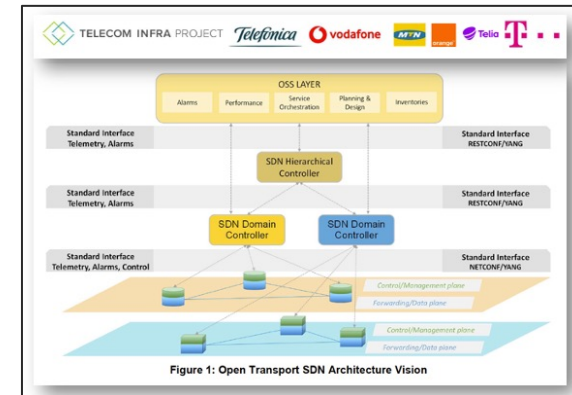 TELECOM INFRA PROJECT Telefónica vodafone MTN orange Telia T
OSS LAYER
Alarms
Performance
Service
Orchestration
Planning &
Design
Inventories
Standard Interface
Telemetry, Alarms
Standard Interface
RESTCONF/YANG
SDN Hierarchical
Controller
Standard Interface
Telemetry, Alarms
Standard Interface
RESTCONF/YANG
SDN Domain
Controller
SDN Domain
Controller
Standard Interface
Telemetry, Alarms, Control
Standard Interface
NETCONF/YANG
Control/Management plane
Forwarding/Data plane
Control/Management plane
Forwarding/Data plane
Figure 1: Open Transport SDN Architecture Vision